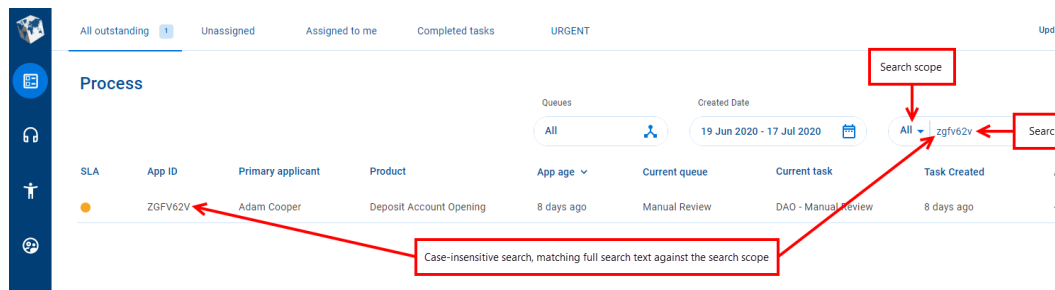 All outstanding 1 Unassigned Assigned to me Completed tasks URGENT Upd
Search scope
Process
Queues Created Date
All 19 Jun 2020 - 17 Jul 2020 All zgfv62v Searc
SLA App ID Primary applicant Product App age Current queue Current task Task Created
ZGFV62V Adam Cooper Deposit Account Opening 8 days ago Manual Review DAO - Manual Review 8 days ago
Case-insensitive search, matching full search text against the search scope